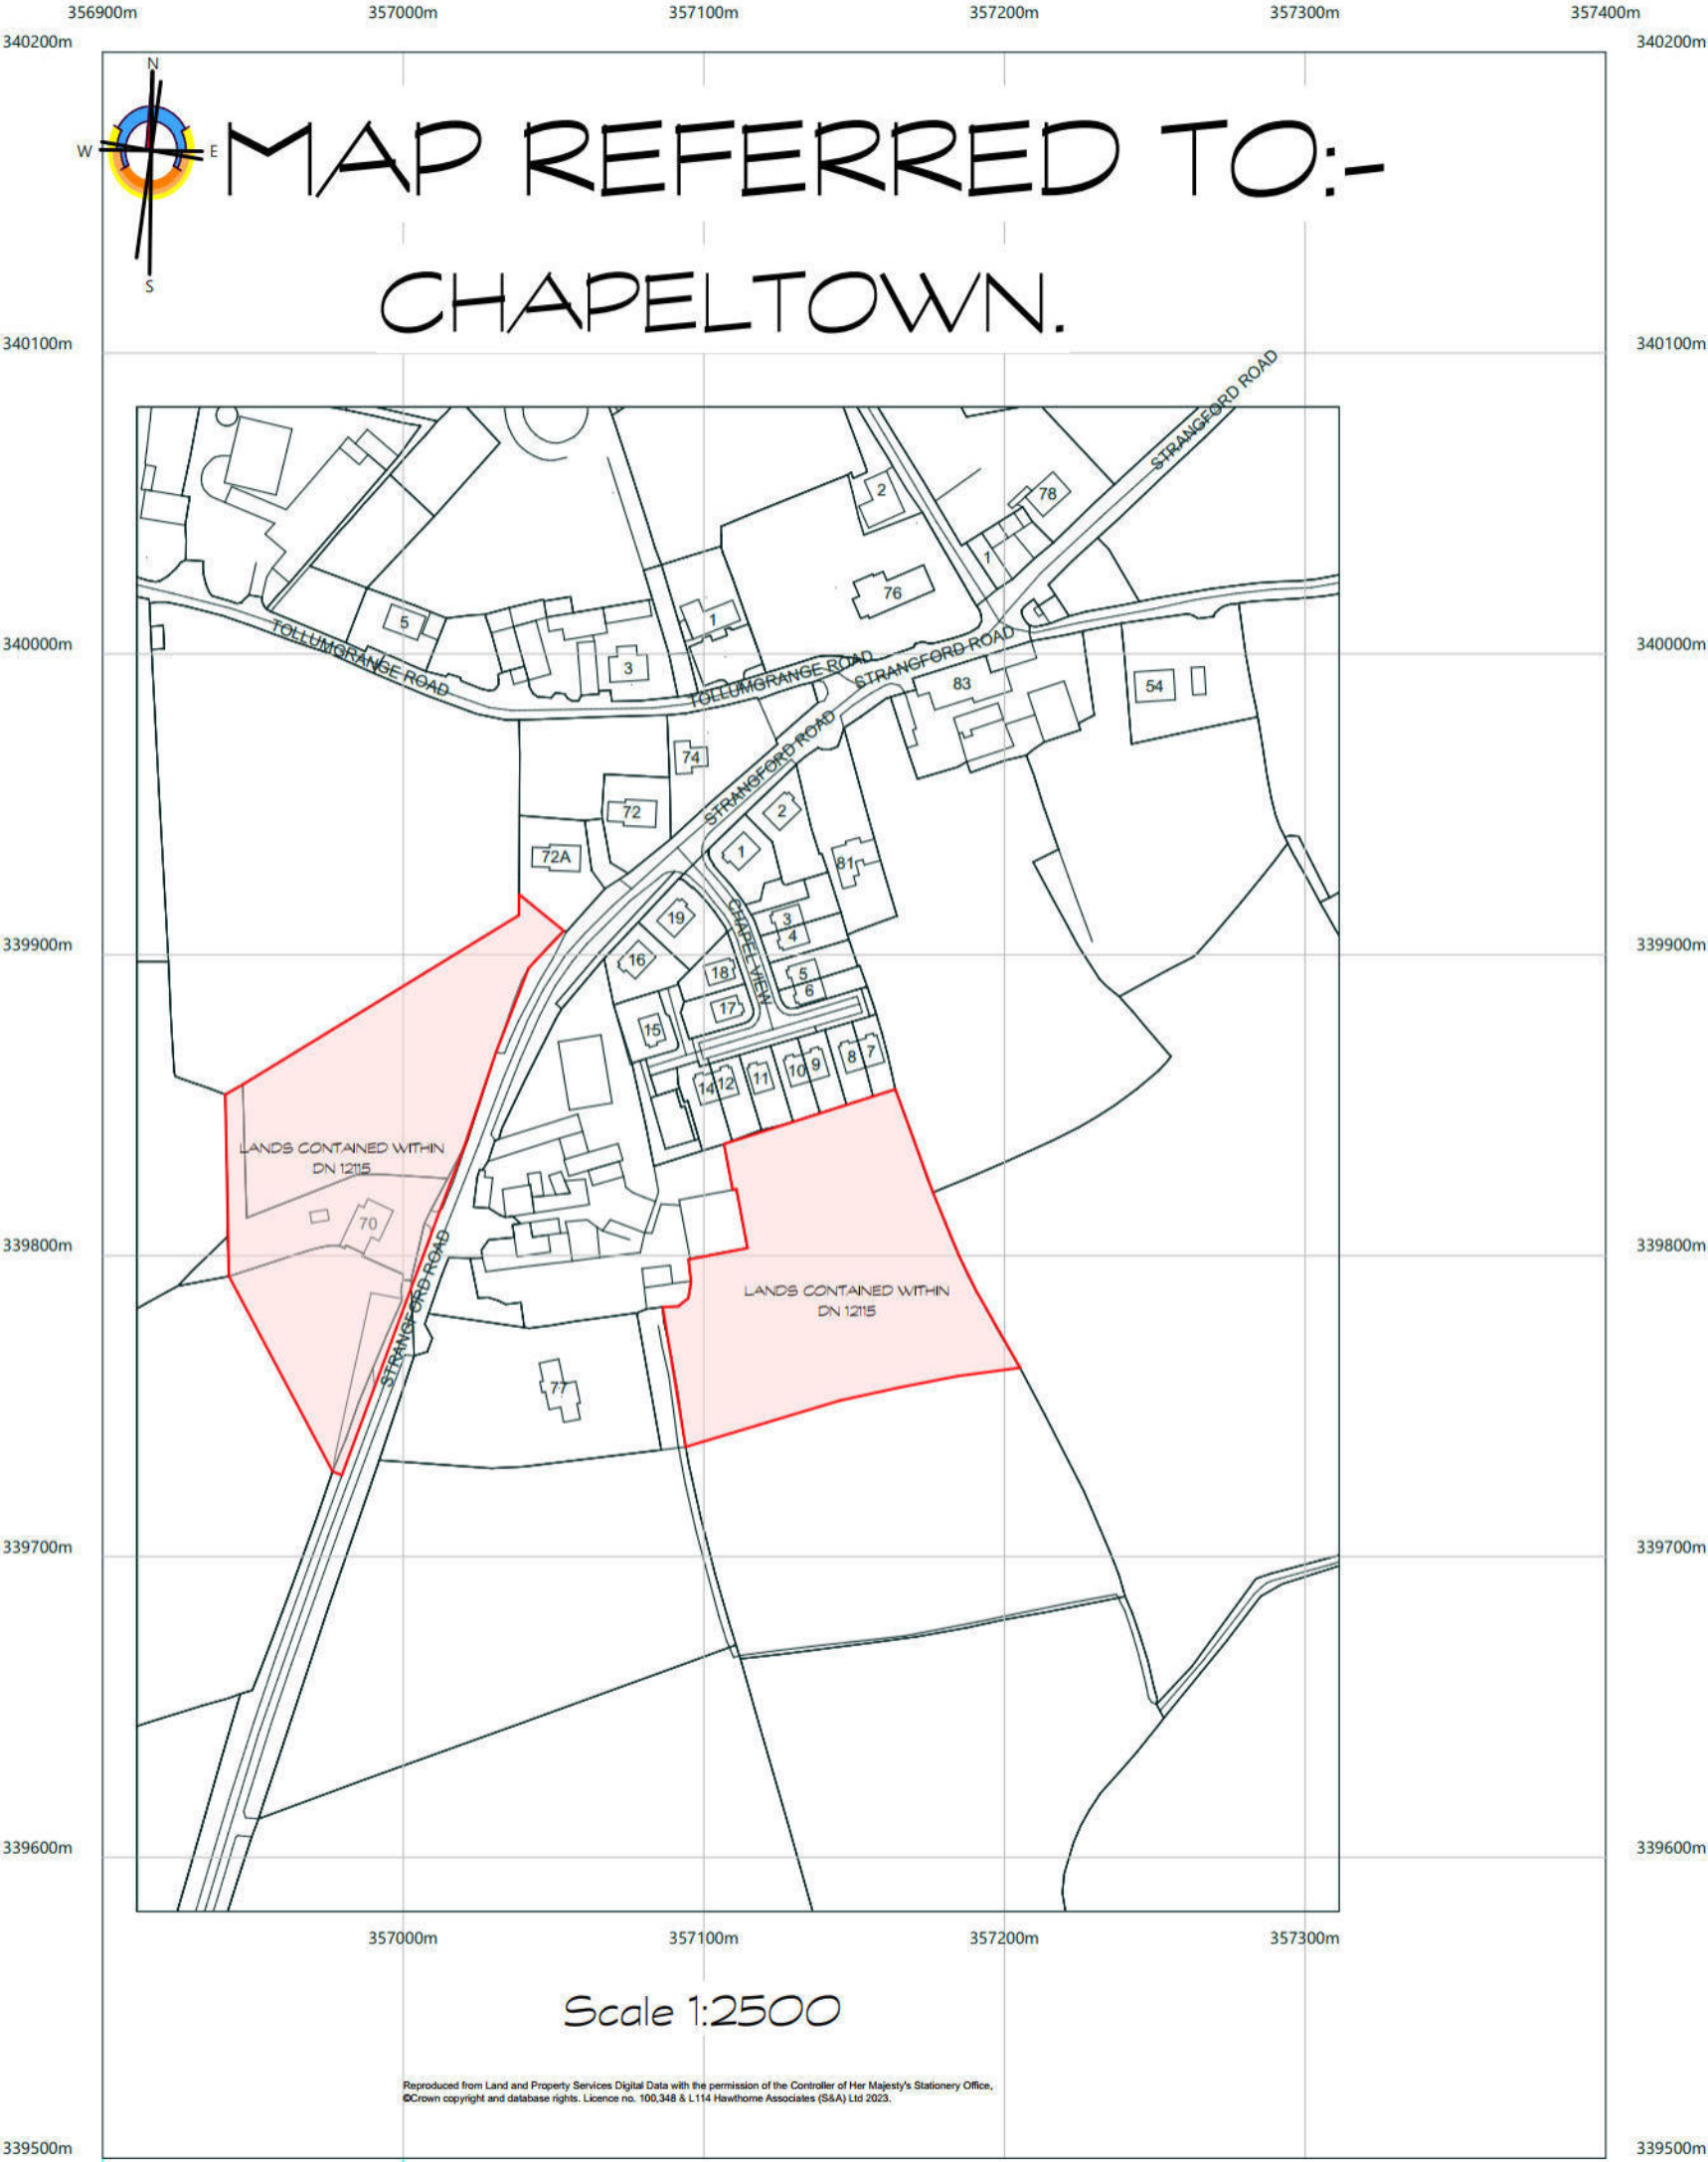 356900m 357000m 357100m 357200m 357300m 357400m
340200m 340200m
N
W E
S
MAP REFERRED TO:-
CHAPELTOWN.
340100m 340100m
STRANGFORD ROAD
2
78
1
76
5
1
3
TOLLUMGRANGE ROAD
340000m 340000m
TOLLUMGRANGE ROAD
STRANGFORD ROAD
83
54
74
STRANGFORD ROAD
72
2
72A
1
81
19
3
4
CHAPEL VIEW
339900m 339900m
16
18
5
6
17
15
14 12 11 10 9 8 7
LANDS CONTAINED WITHIN
DN 12115
70
339800m 339800m
STRANGFORD ROAD
LANDS CONTAINED WITHIN
DN 12115
77
339700m 339700m
339600m 339600m
357000m 357100m 357200m 357300m
Scale 1:2500
Reproduced from Land and Property Services Digital Data with the permission of the Controller of Her Majesty's Stationery Office,
©Crown copyright and database rights. Licence no. 100,348 & L114 Hawthorne Associates (S&A) Ltd 2023.
339500m 339500m